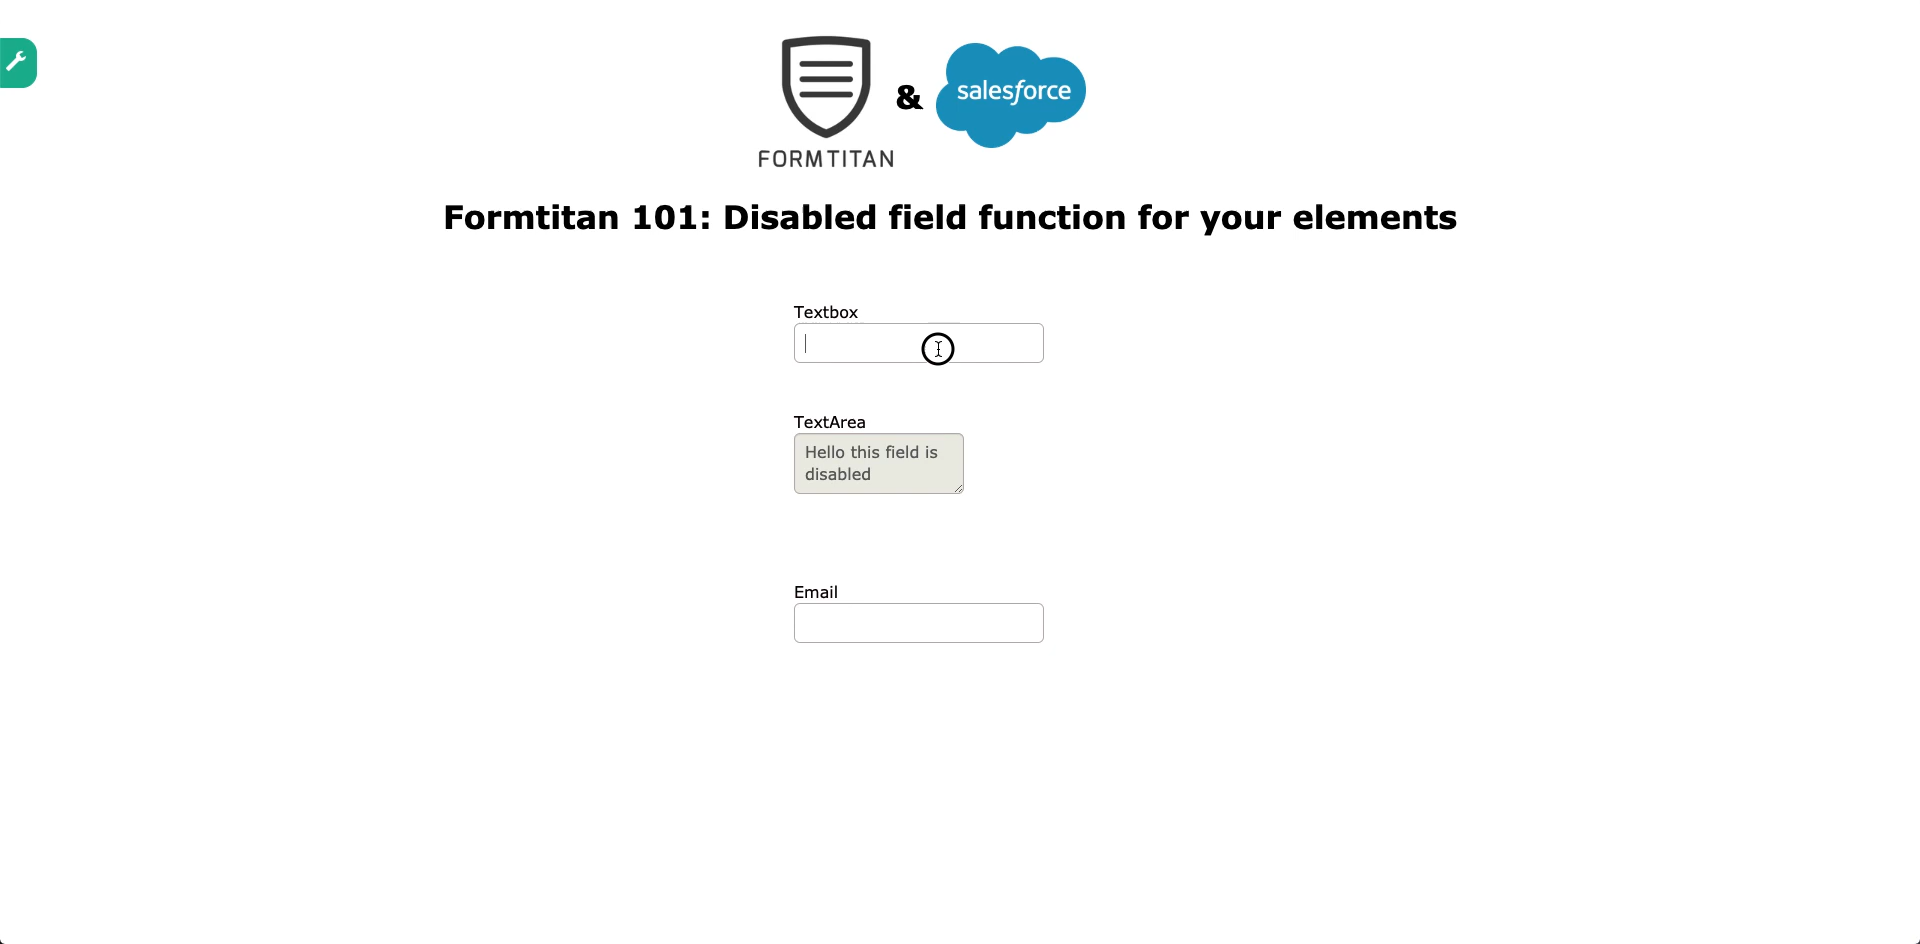 FORMTITAN
&
salesforce
Formtitan 101: Disabled field function for your elements
Textbox
TextArea
Hello this field is
disabled
Email